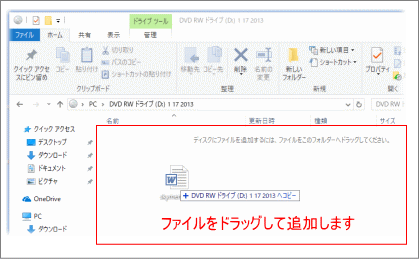 ドライブ ツール
DVD RW ドライブ (D:) 1 17 2013
ファイル ホーム 共有 表示 管理
クイック アクセスにピン留め コピー 貼り付け
切り取り
パスのコピー
ショートカットの貼り付け
移動先 コピー先 削除 名前の変更
新しいフォルダー
新しい項目
ショートカット
プロパティ
開く
クリップボード 整理 新規 開く
PC > DVD RW ドライブ (D:) 1 17 2013
DVD RW
名前 更新日時 種類
クイック アクセス
デスクトップ
ダウンロード
ドキュメント
ピクチャ
OneDrive
PC
ダウンロード
ディスクにファイルを追加するには、ファイルをこのフォルダーへドラッグしてください。
W
+ DVD RW ドライブ (D:) 1 17 2013 へコピー
ファイルをドラッグして追加します